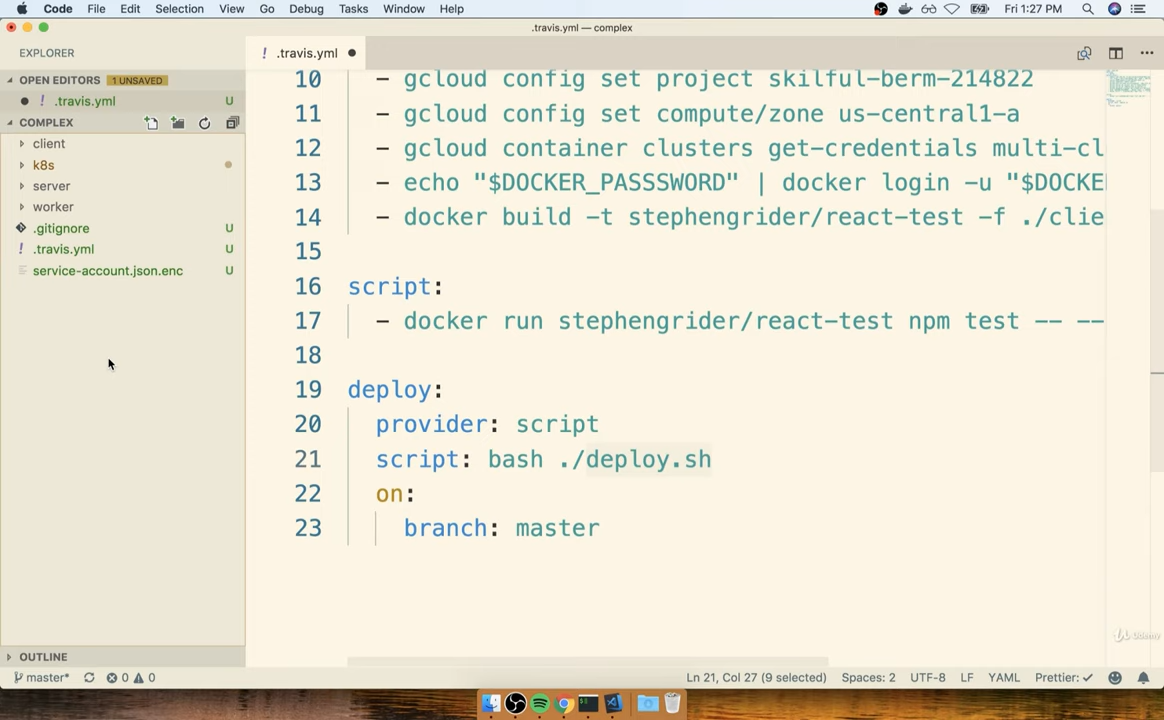 Code File Edit Selection View Go Debug Tasks Window Help Fri 1:27 PM
.travis.yml — complex
EXPLORER
! .travis.yml ●
OPEN EDITORS 1 UNSAVED
● ! .travis.yml U
COMPLEX
client
k8s
server
worker
.gitignore U
! .travis.yml U
service-account.json.enc U
10 - gcloud config set project skilful-berm-214822
11 - gcloud config set compute/zone us-central1-a
12 - gcloud container clusters get-credentials multi-cl
13 - echo "$DOCKER_PASSSWORD" | docker login -u "$DOCKE
14 - docker build -t stephengrider/react-test -f ./clie
15
16 script:
17 - docker run stephengrider/react-test npm test -- --
18
19 deploy:
20 provider: script
21 script: bash ./deploy.sh
22 on:
23 branch: master
Udemy
OUTLINE
master* 0 0 Ln 21, Col 27 (9 selected) Spaces: 2 UTF-8 LF YAML Prettier: ✓